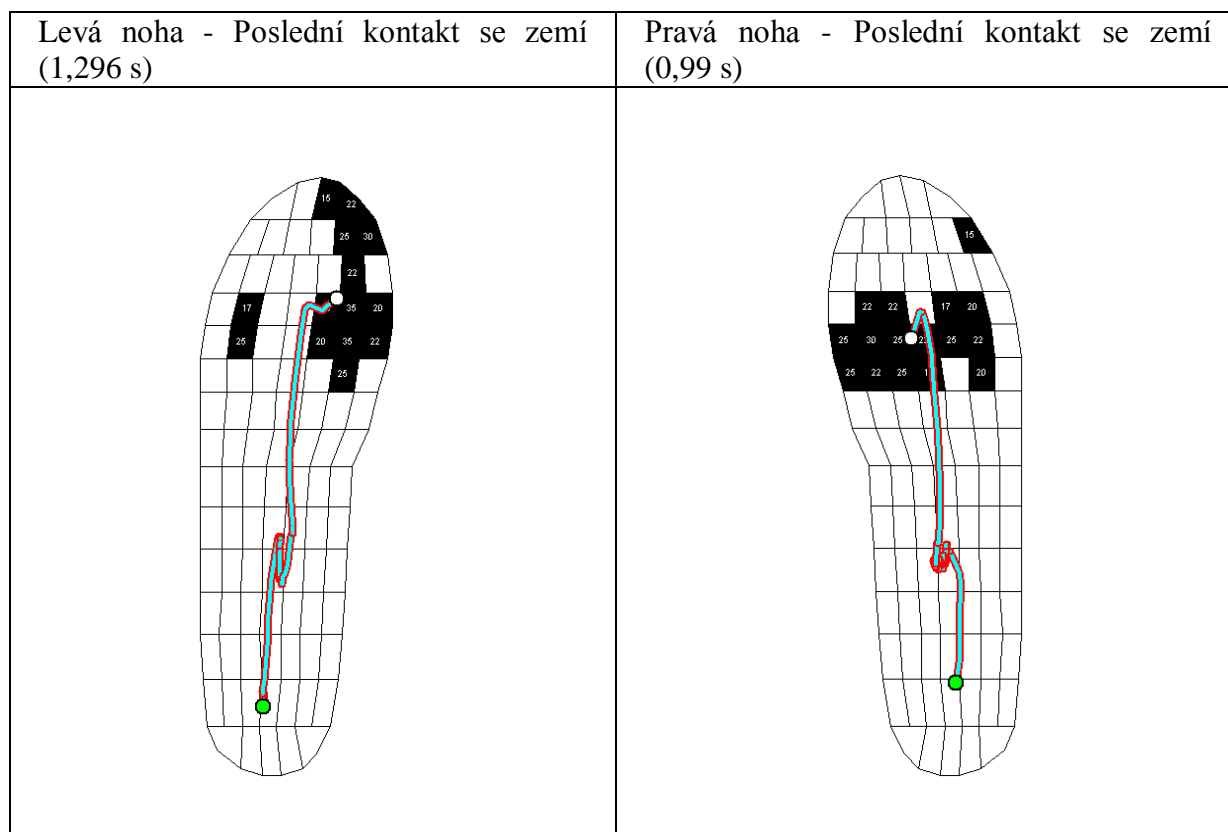 Levá noha - Poslední kontakt se zemí
(1,296 s)
15
22
25 30
22
17 35 20
25 20 35 22
25
Pravá noha - Poslední kontakt se zemí
(0,99 s)
15
22 22 17 20
25 30 25 25 22
25 22 25 20